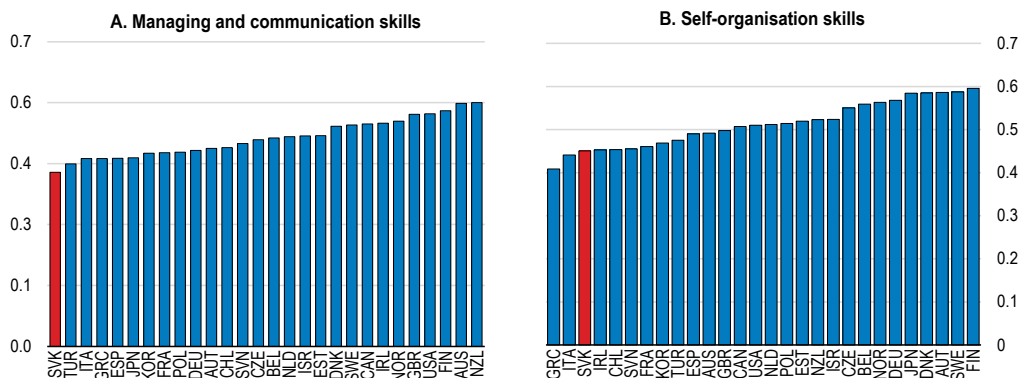 A. Managing and communication skills
0.7
0.6
0.4
0.3
0.1
0.0
SVK
TUR
ITA
GRC
ESP
JPN
KOR
FRA
POL
DEU
AUT
CHL
SVN
CZE
BEL
NLD
ISR
EST
DNK
SWE
CAN
IRL
NOR
GBR
USA
FIN
AUS
NZL
B. Self-organisation skills
0.7
0.6
0.5
0.4
0.3
0.2
0.1
0
GRC
ITA
SVK
IRL
CHL
SVN
FRA
KOR
TUR
ESP
AUS
GBR
CAN
USA
NLD
POL
EST
NZL
ISR
CZE
BEL
NOR
DEU
JPN
DNK
AUT
SWE
FIN